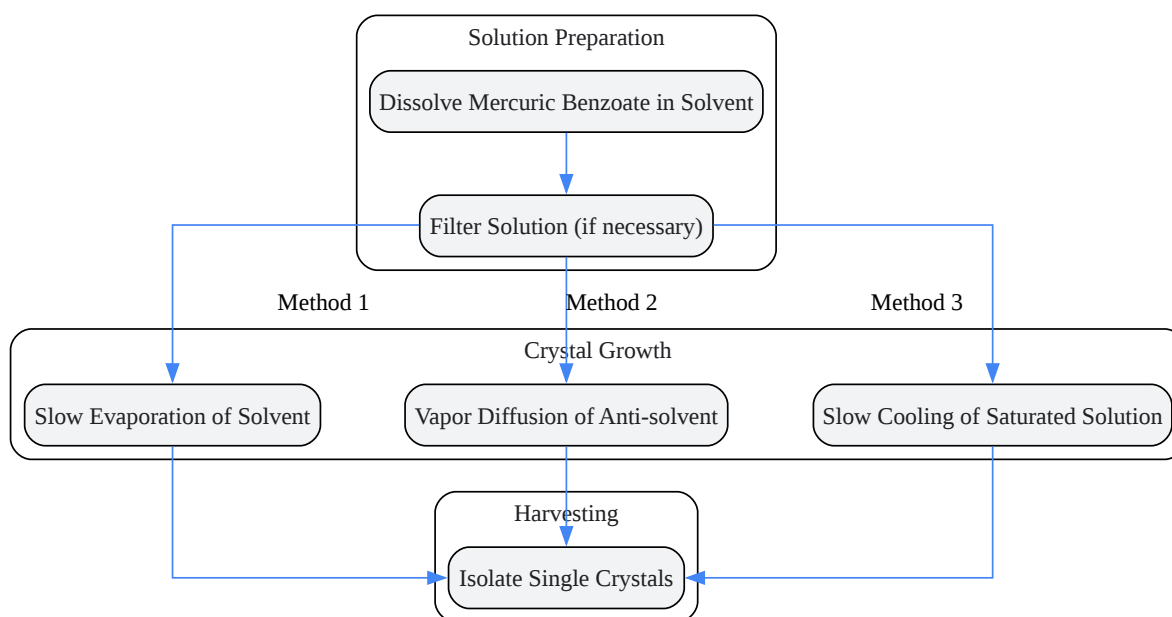 Solution Preparation
Dissolve Mercuric Benzoate in Solvent
Filter Solution (if necessary)
Method 1
Method 2
Method 3
Crystal Growth
Slow Evaporation of Solvent
Vapor Diffusion of Anti-solvent
Slow Cooling of Saturated Solution
Harvesting
Isolate Single Crystals